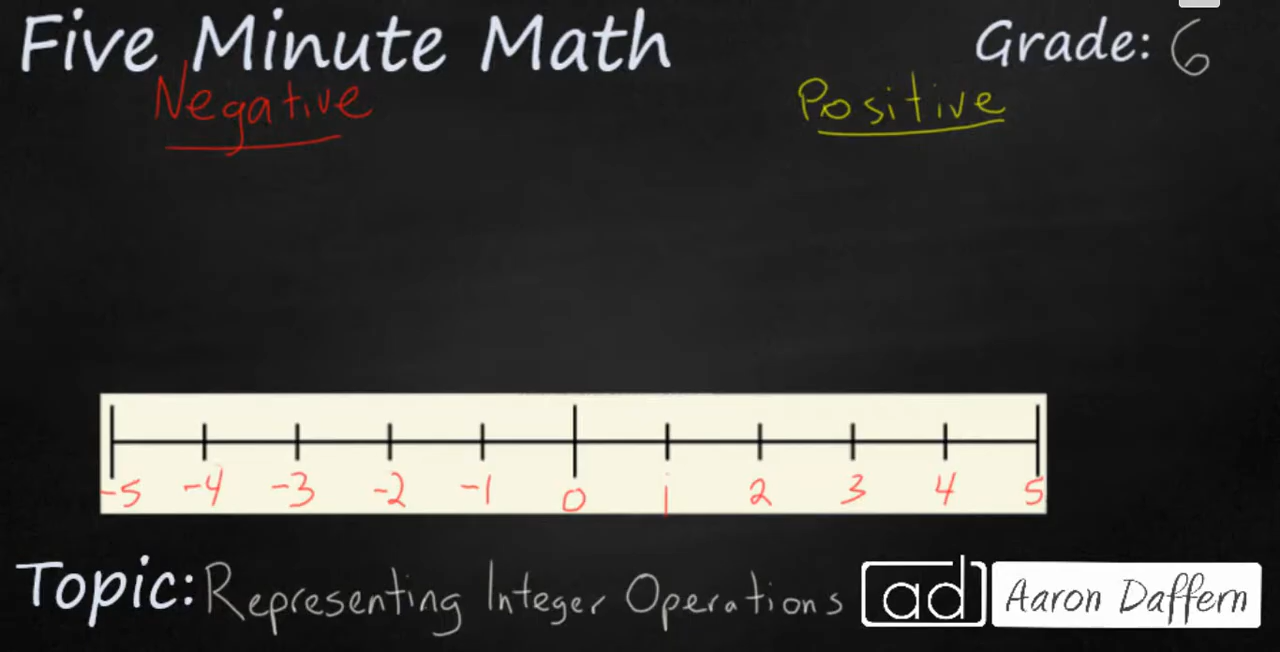 Five Minute Math Grade: 6
Negative Positive
-5 -4 -3 -2 -1 0 1 2 3 4 5
Topic: Representing Integer Operations ad Aaron Daffern